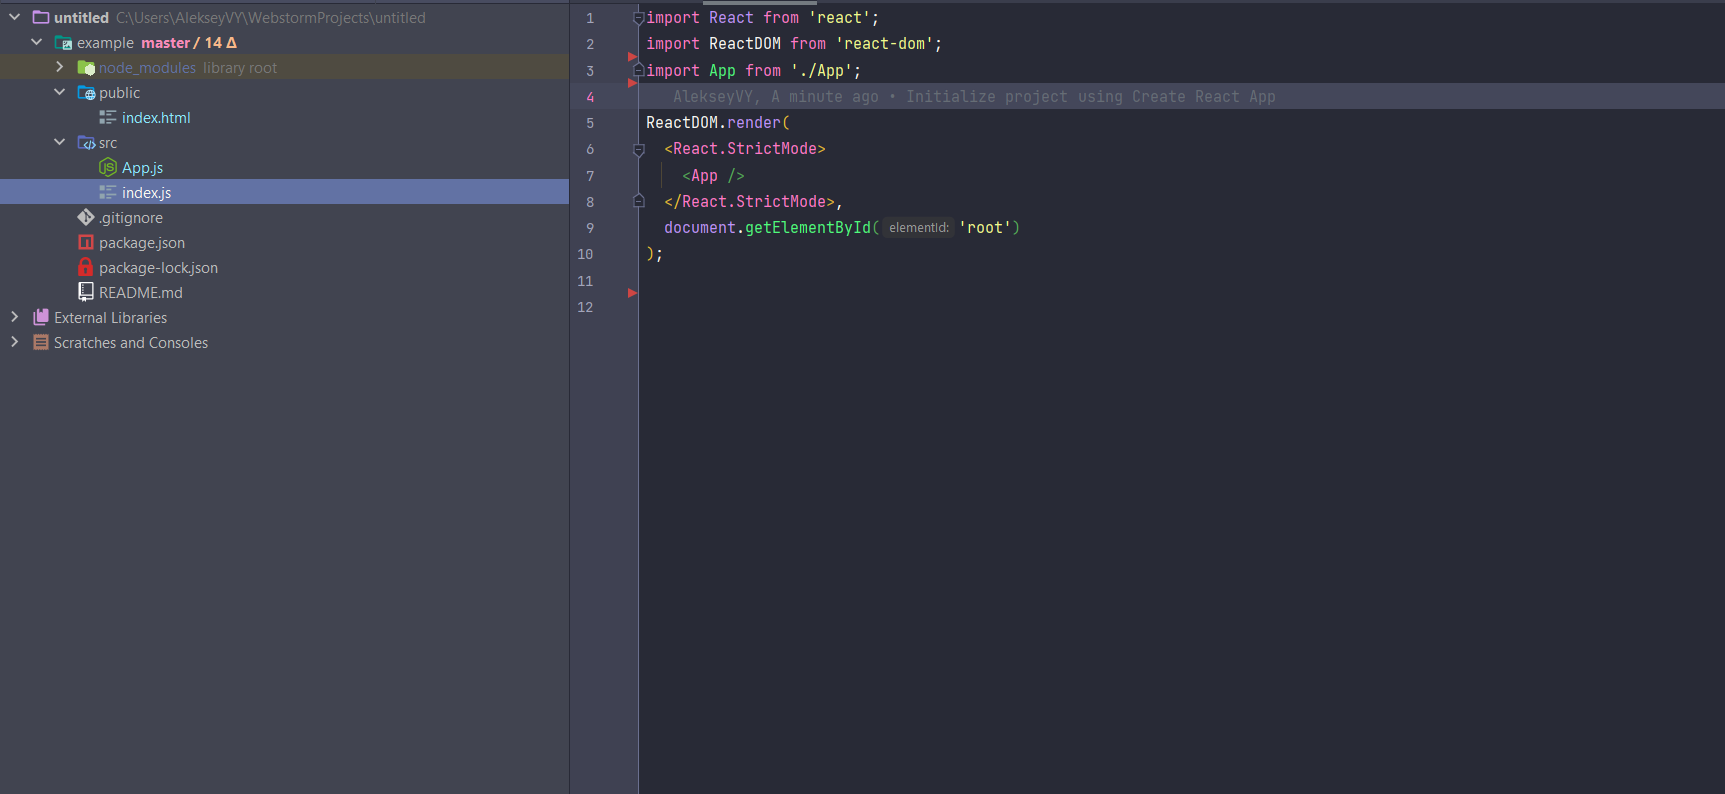 untitled C:\Users\AlekseyVY\WebstormProjects\untitled
example master / 14 Δ
node_modules library root
public
index.html
src
App.js
index.js
.gitignore
package.json
package-lock.json
README.md
External Libraries
Scratches and Consoles
1 import React from 'react';
2 import ReactDOM from 'react-dom';
3 import App from './App';
4 AlekseyVY, A minute ago • Initialize project using Create React App
5 ReactDOM.render(
6 <React.StrictMode>
7 <App />
8 </React.StrictMode>,
9 document.getElementById( elementId: 'root')
10 );
11
12